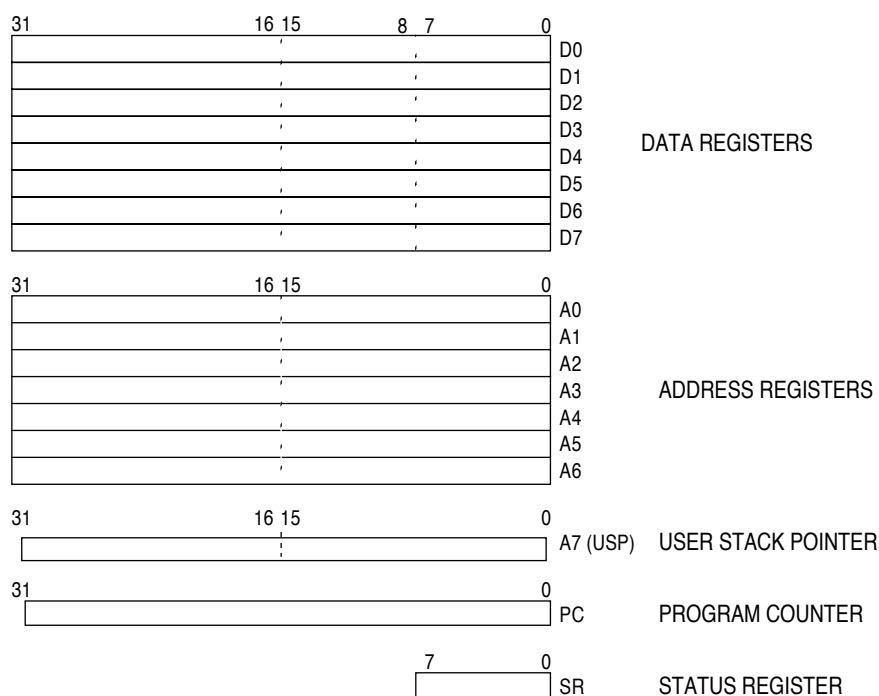 31 16 15 8 7 0
D0
D1
D2
D3
D4
D5
D6
D7
DATA REGISTERS
31 16 15 0
A0
A1
A2
A3
A4
A5
A6
ADDRESS REGISTERS
31 16 15 0
A7 (USP) USER STACK POINTER
31 0
PC PROGRAM COUNTER
7 0
SR STATUS REGISTER